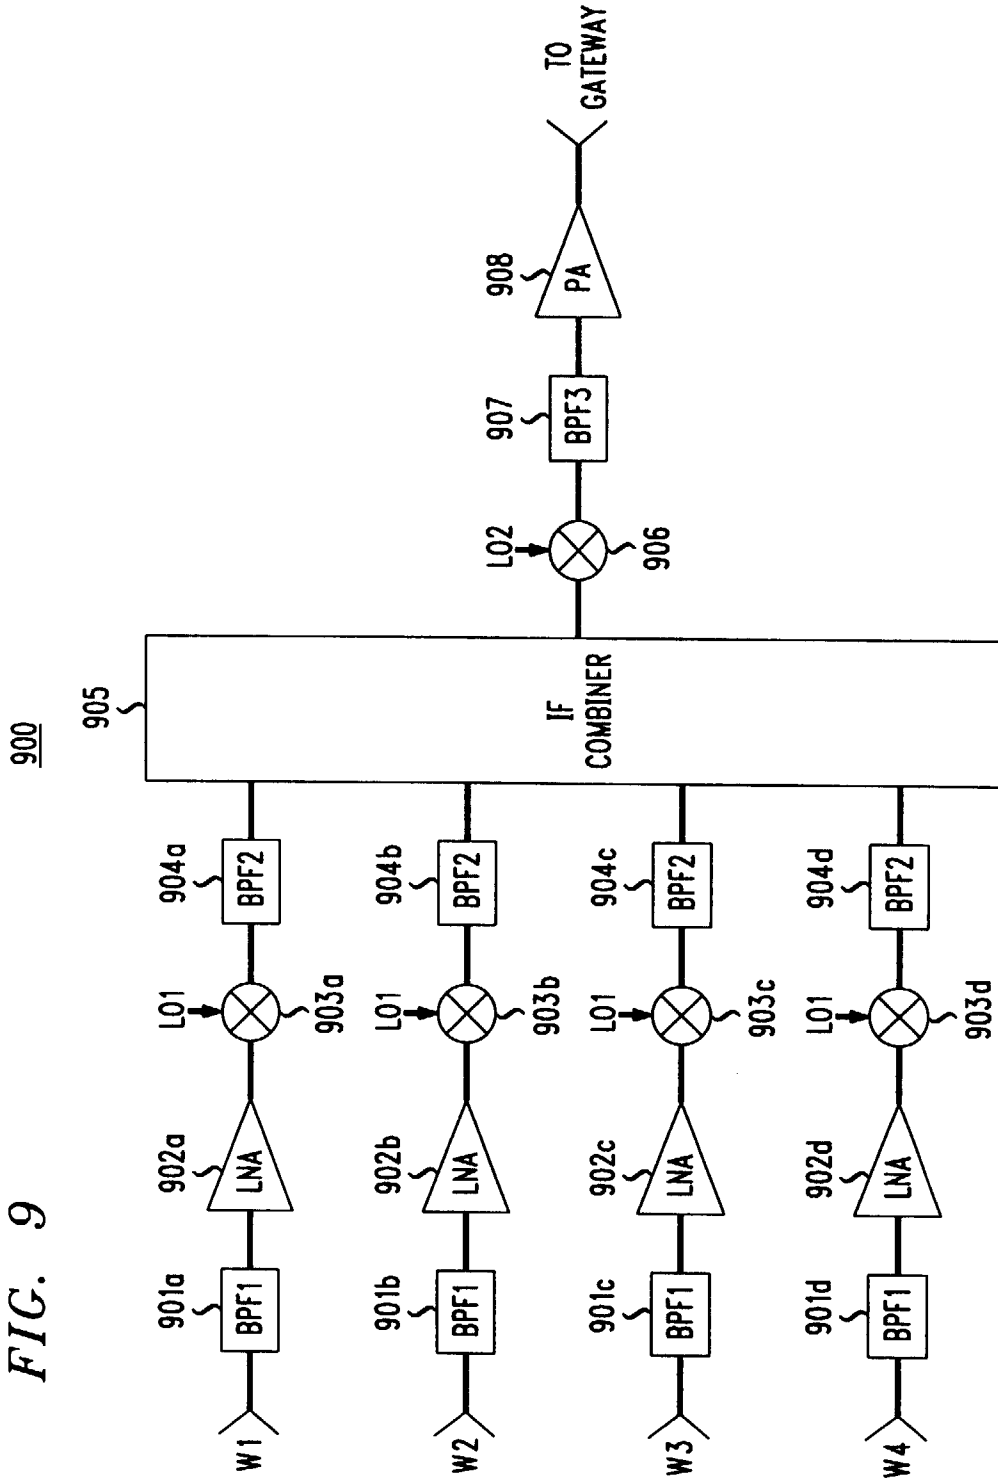 FIG. 9
900
W1
901a
BPF1
902a
LNA
LO1
903a
904a
BPF2
W2
901b
BPF1
902b
LNA
LO1
903b
904b
BPF2
W3
901c
BPF1
902c
LNA
LO1
903c
904c
BPF2
W4
901d
BPF1
902d
LNA
LO1
903d
904d
BPF2
905
IF
COMBINER
LO2
906
907
BPF3
908
PA
TO
GATEWAY